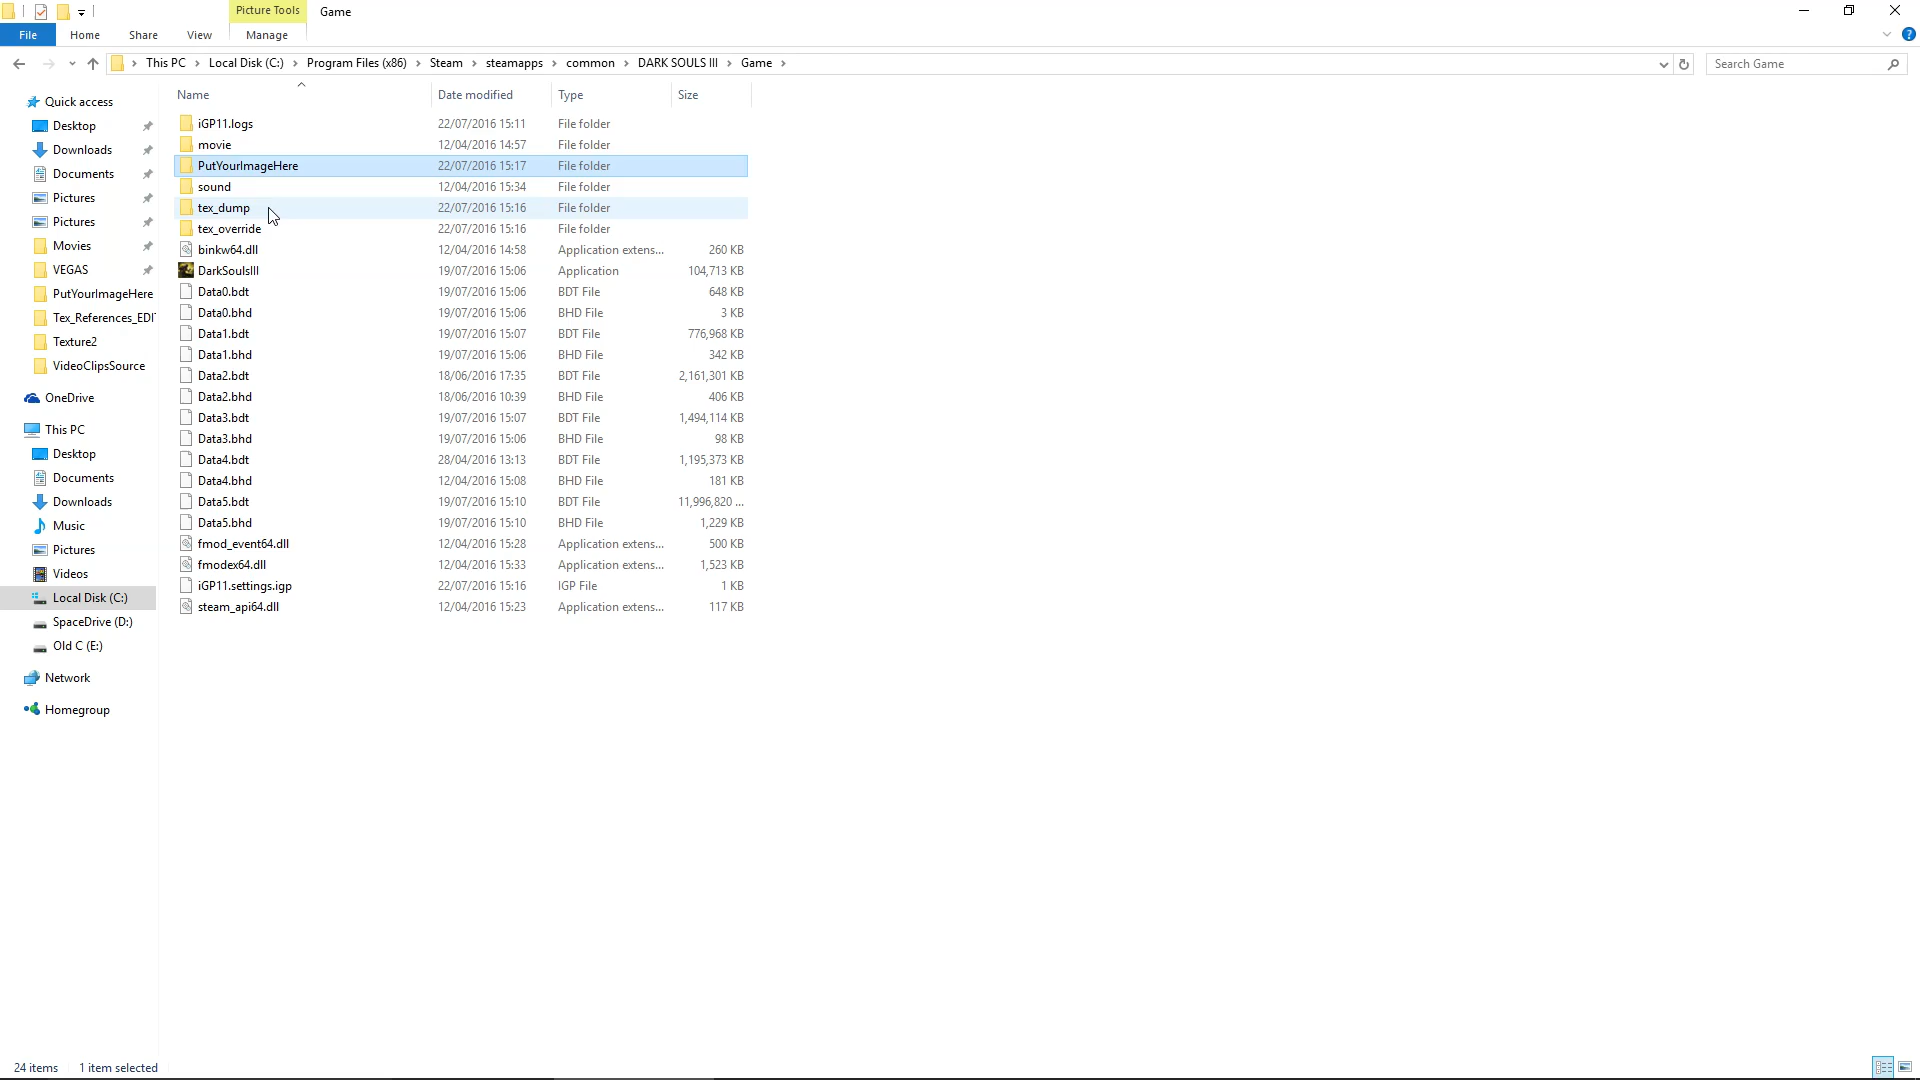 Picture Tools
Game
File
Home
Share
View
Manage
This PC
Local Disk (C:)
Program Files (x86)
Steam
steamapps
common
DARK SOULS III
Game
Search Game
Name
Date modified
Type
Size
Quick access
Desktop
Downloads
Documents
Pictures
Pictures
Movies
VEGAS
PutYourImageHere
Tex_References_EDI
Texture2
VideoClipsSource
OneDrive
This PC
Desktop
Documents
Downloads
Music
Pictures
Videos
Local Disk (C:)
SpaceDrive (D:)
Old C (E:)
Network
Homegroup
iGP11.logs 22/07/2016 15:11 File folder
movie 12/04/2016 14:57 File folder
PutYourImageHere 22/07/2016 15:17 File folder
sound 12/04/2016 15:34 File folder
tex_dump 22/07/2016 15:16 File folder
tex_override 22/07/2016 15:16 File folder
binkw64.dll 12/04/2016 14:58 Application extens... 260 KB
DarkSoulsIII 19/07/2016 15:06 Application 104,713 KB
Data0.bdt 19/07/2016 15:06 BDT File 648 KB
Data0.bhd 19/07/2016 15:06 BHD File 3 KB
Data1.bdt 19/07/2016 15:07 BDT File 776,968 KB
Data1.bhd 19/07/2016 15:06 BHD File 342 KB
Data2.bdt 18/06/2016 17:35 BDT File 2,161,301 KB
Data2.bhd 18/06/2016 10:39 BHD File 406 KB
Data3.bdt 19/07/2016 15:07 BDT File 1,494,114 KB
Data3.bhd 19/07/2016 15:06 BHD File 98 KB
Data4.bdt 28/04/2016 13:13 BDT File 1,195,373 KB
Data4.bhd 12/04/2016 15:08 BHD File 181 KB
Data5.bdt 19/07/2016 15:10 BDT File 11,996,820 ...
Data5.bhd 19/07/2016 15:10 BHD File 1,229 KB
fmod_event64.dll 12/04/2016 15:28 Application extens... 500 KB
fmodex64.dll 12/04/2016 15:33 Application extens... 1,523 KB
iGP11.settings.igp 22/07/2016 15:16 IGP File 1 KB
steam_api64.dll 12/04/2016 15:23 Application extens... 117 KB
24 items 1 item selected